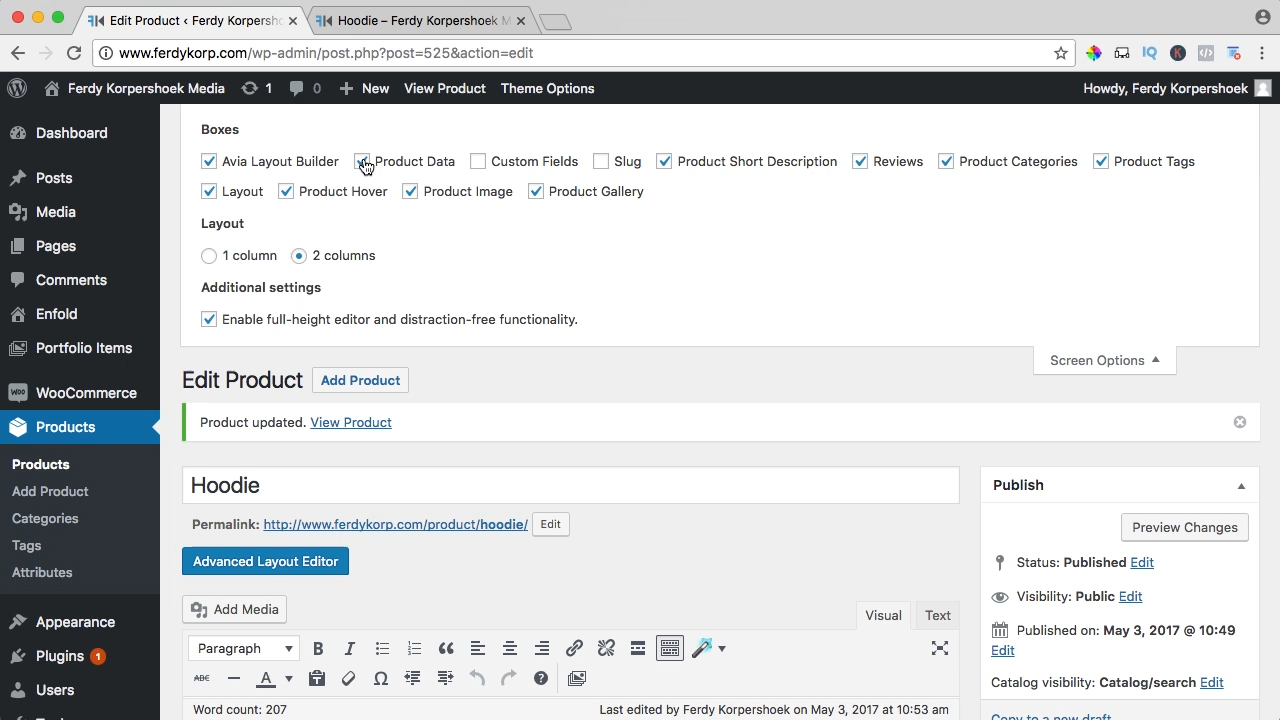 Edit Product ‹ Ferdy Korpersho
Hoodie – Ferdy Korpershoek M
www.ferdykorp.com/wp-admin/post.php?post=525&action=edit
Ferdy Korpershoek Media 1 0 New View Product Theme Options Howdy, Ferdy Korpershoek
Dashboard
Posts
Media
Pages
Comments
Enfold
Portfolio Items
WooCommerce
Products
Products
Add Product
Categories
Tags
Attributes
Appearance
Plugins 1
Users
Boxes
Avia Layout Builder Product Data Custom Fields Slug Product Short Description Reviews Product Categories Product Tags
Layout Product Hover Product Image Product Gallery
Layout
1 column 2 columns
Additional settings
Enable full-height editor and distraction-free functionality.
Screen Options
Edit Product Add Product
Product updated. View Product
Hoodie
Permalink: http://www.ferdykorp.com/product/hoodie/ Edit
Advanced Layout Editor
Add Media
Visual Text
Paragraph B I
ABC A
Word count: 207 Last edited by Ferdy Korpershoek on May 3, 2017 at 10:53 am
Publish
Preview Changes
Status: Published Edit
Visibility: Public Edit
Published on: May 3, 2017 @ 10:49
Edit
Catalog visibility: Catalog/search Edit
Copy to a new draft